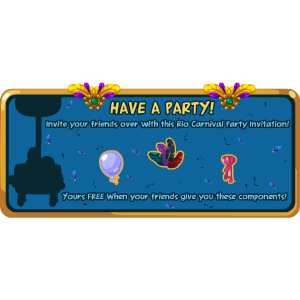 HAVE A PARTY!
Invite your friends over with this Rio Carnival Party Invitation!
Yours FREE when your friends give you these components!